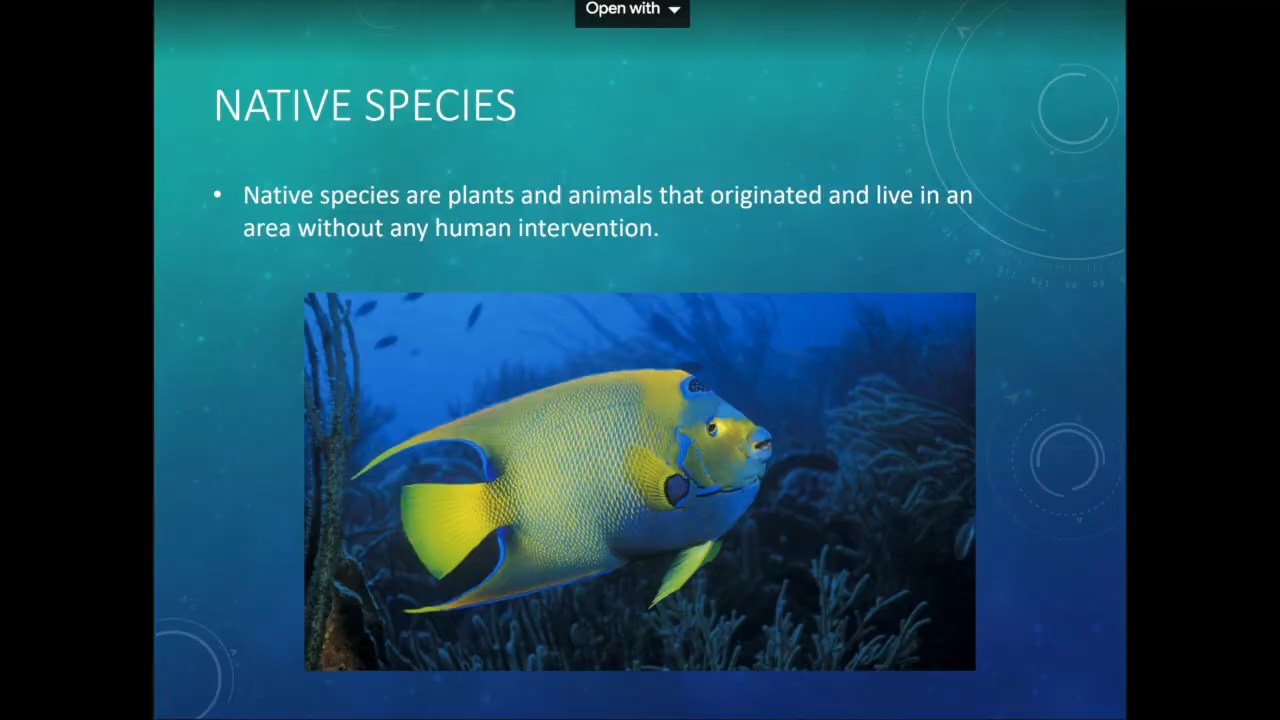 Open with
NATIVE SPECIES
• Native species are plants and animals that originated and live in an
area without any human intervention.